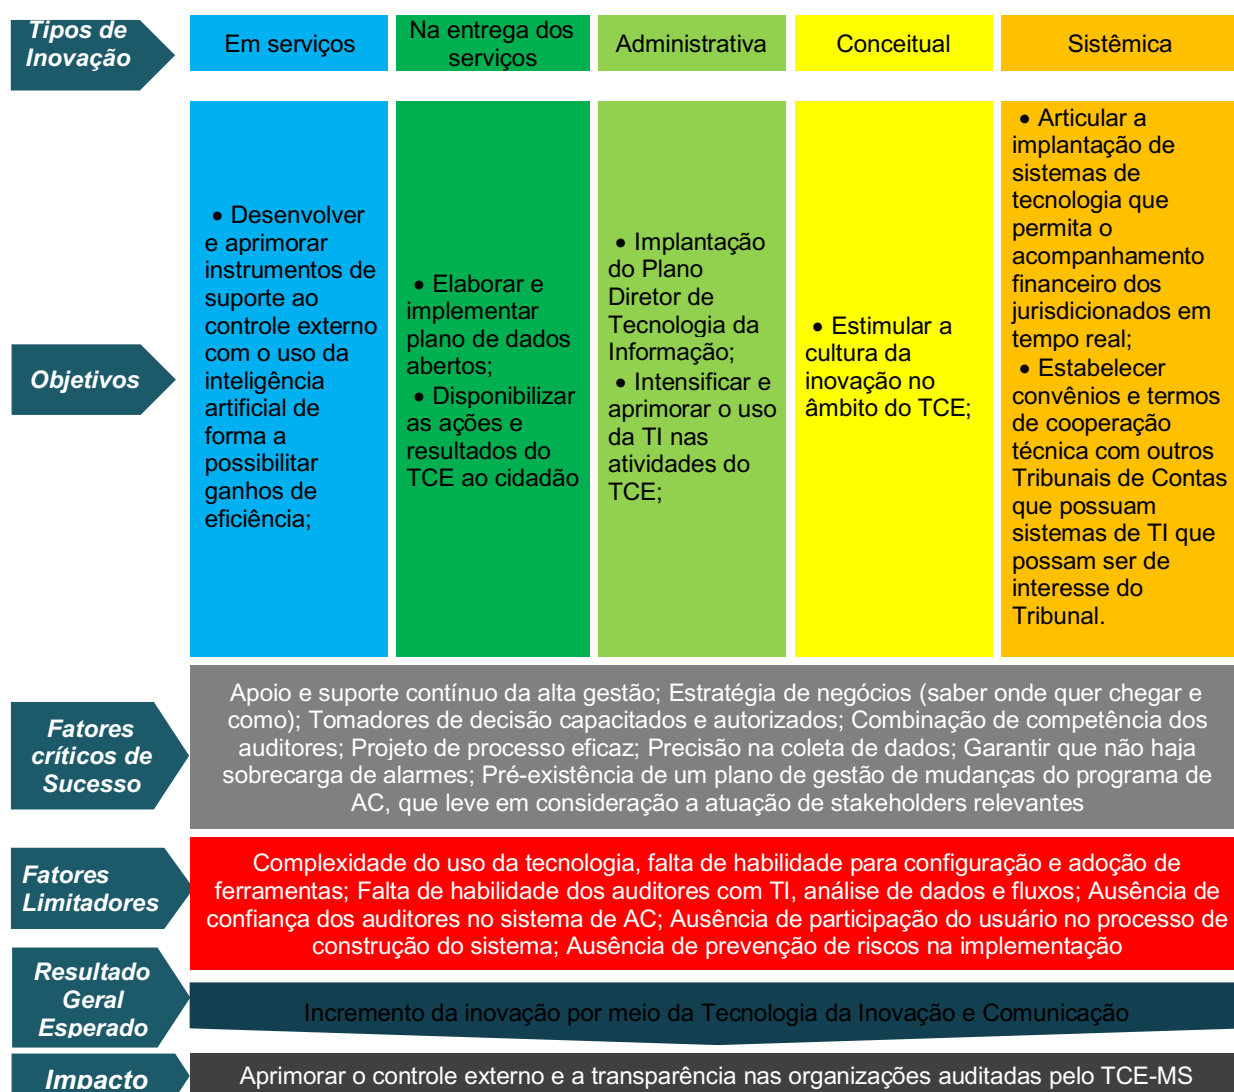 Tipos de
Inovação
Em serviços
Na entrega dos
serviços
Administrativa
Conceitual
Sistêmica
Objetivos
• Desenvolver
e aprimorar
instrumentos de
suporte ao
controle externo
com o uso da
inteligência
artificial de
forma a
possibilitar
ganhos de
eficiência;
• Elaborar e
implementar
plano de dados
abertos;
• Disponibilizar
as ações e
resultados do
TCE ao cidadão
• Implantação
do Plano
Diretor de
Tecnologia da
Informação;
• Intensificar e
aprimorar o uso
da TI nas
atividades do
TCE;
• Estimular a
cultura da
inovação no
âmbito do TCE;
• Articular a
implantação de
sistemas de
tecnologia que
permita o
acompanhamento
financeiro dos
jurisdicionados em
tempo real;
• Estabelecer
convênios e termos
de cooperação
técnica com outros
Tribunais de Contas
que possuam
sistemas de TI que
possam ser de
interesse do
Tribunal.
Fatores
críticos de
Sucesso
Apoio e suporte contínuo da alta gestão; Estratégia de negócios (saber onde quer chegar e
como); Tomadores de decisão capacitados e autorizados; Combinação de competência dos
auditores; Projeto de processo eficaz; Precisão na coleta de dados; Garantir que não haja
sobrecarga de alarmes; Pré-existência de um plano de gestão de mudanças do programa de
AC, que leve em consideração a atuação de stakeholders relevantes
Fatores
Limitadores
Complexidade do uso da tecnologia, falta de habilidade para configuração e adoção de
ferramentas; Falta de habilidade dos auditores com TI, análise de dados e fluxos; Ausência de
confiança dos auditores no sistema de AC; Ausência de participação do usuário no processo de
construção do sistema; Ausência de prevenção de riscos na implementação
Resultado
Geral
Esperado
Incremento da inovação por meio da Tecnologia da Inovação e Comunicação
Impacto
Aprimorar o controle externo e a transparência nas organizações auditadas pelo TCE-MS